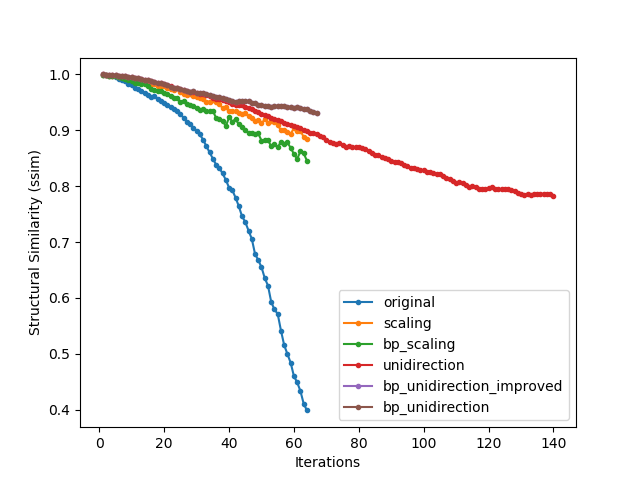 1.0
0.9
0.8
0.7
0.6
0.5
0.4
Structural Similarity (ssim)
original
scaling
bp_scaling
unidirection
bp_unidirection_improved
bp_unidirection
0 20 40 60 80 100 120 140
Iterations